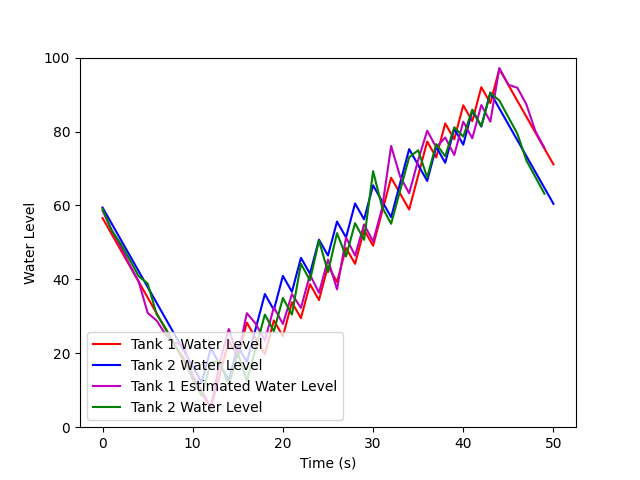 100
80
60
40
20
0
Water Level
Tank 1 Water Level
Tank 2 Water Level
Tank 1 Estimated Water Level
Tank 2 Water Level
0 10 20 30 40 50
Time (s)